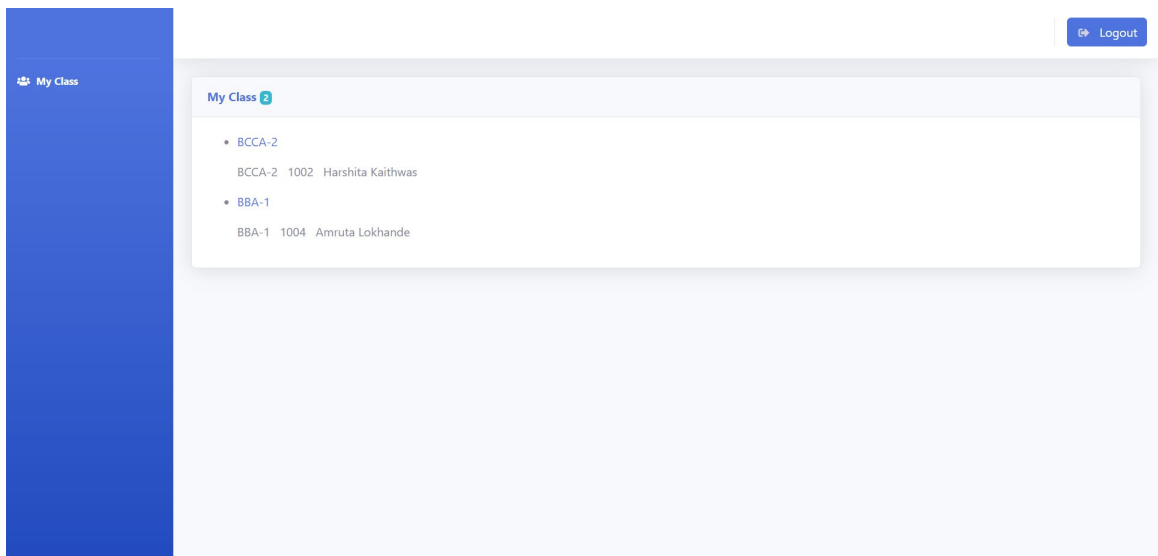 Logout
My Class
My Class 2
BCCA-2
BCCA-2 1002 Harshita Kaithwas
BBA-1
BBA-1 1004 Amruta Lokhande